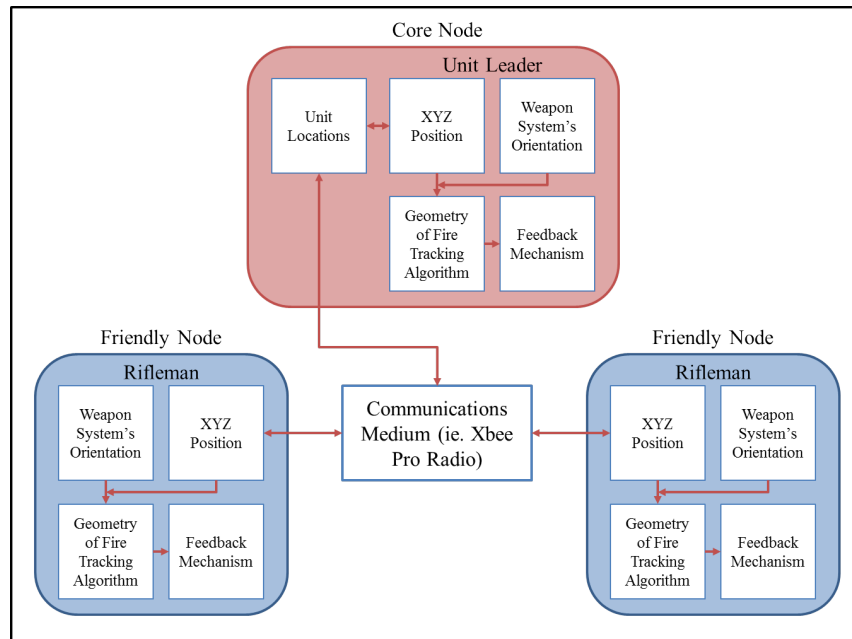 Core Node
Unit Leader
Unit
Locations
XYZ
Position
Weapon
System's
Orientation
Geometry
of Fire
Tracking
Algorithm
Feedback
Mechanism
Friendly Node
Rifleman
Weapon
System's
Orientation
XYZ
Position
Geometry
of Fire
Tracking
Algorithm
Feedback
Mechanism
Communications
Medium (ie. Xbee
Pro Radio)
Friendly Node
Rifleman
XYZ
Position
Weapon
System's
Orientation
Geometry
of Fire
Tracking
Algorithm
Feedback
Mechanism